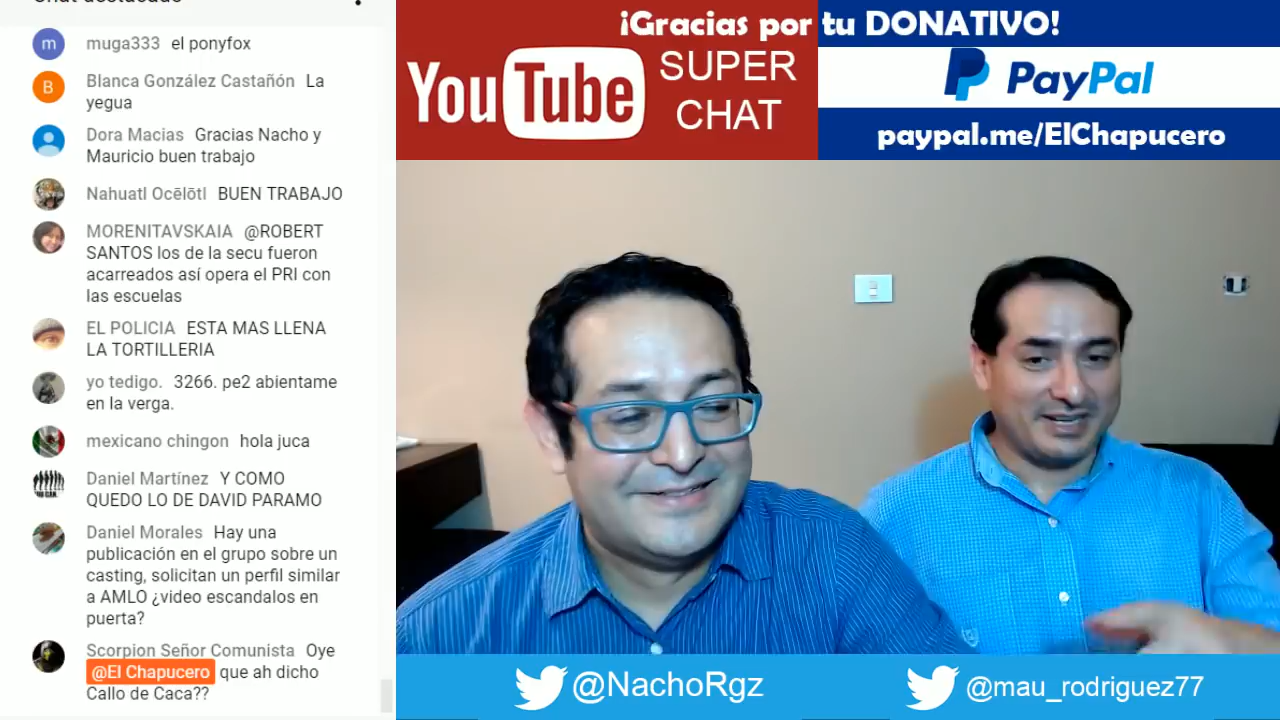 Chat destacado
muga333 el ponyfox
Blanca González Castañón La
yegua
Dora Macias Gracias Nacho y
Mauricio buen trabajo
Nahuatl Ocēlōtl BUEN TRABAJO
MORENITAVSKAIA @ROBERT
SANTOS los de la secu fueron
acarreados así opera el PRI con
las escuelas
EL POLICIA ESTA MAS LLENA
LA TORTILLERIA
yo tedigo. 3266. pe2 abientame
en la verga.
mexicano chingon hola juca
Daniel Martínez Y COMO
QUEDO LO DE DAVID PARAMO
Daniel Morales Hay una
publicación en el grupo sobre un
casting, solicitan un perfil similar
a AMLO ¿video escandalos en
puerta?
Scorpion Señor Comunista Oye
@El Chapucero que ah dicho
Callo de Caca??
¡Gracias por tu DONATIVO!
YouTube
SUPER
CHAT
PayPal
paypal.me/ElChapucero
@NachoRgz
@mau_rodriguez77